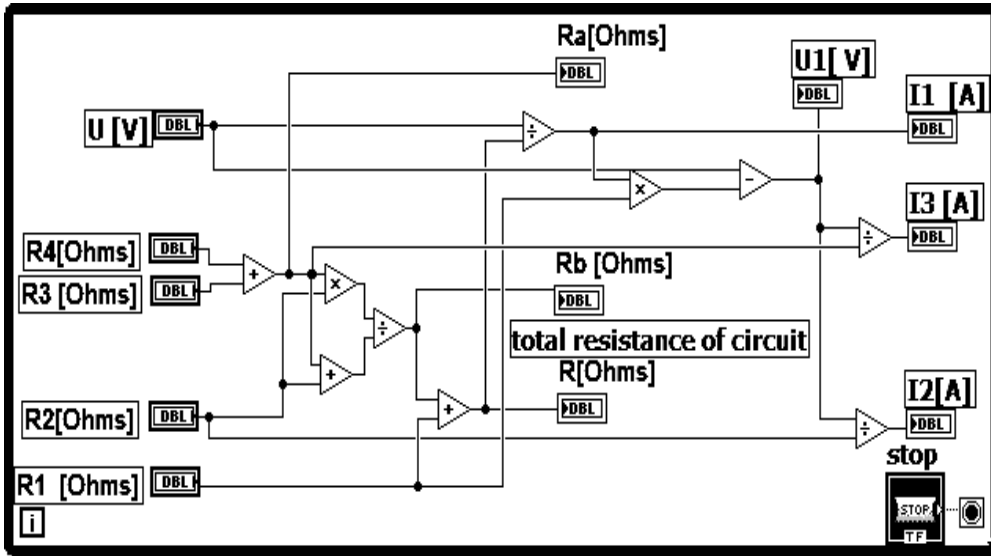 Ra[Ohms]
DBL
U1[ V]
DBL
I1 [A]
DBL
U [V]
DBL
÷
×
-
I3 [A]
DBL
÷
R4[Ohms]
DBL
R3 [Ohms]
DBL
+
×
÷
+
Rb [Ohms]
DBL
total resistance of circuit
R[Ohms]
DBL
+
R2[Ohms]
DBL
I2[A]
DBL
÷
R1 [Ohms]
DBL
stop
STOP
TF
i